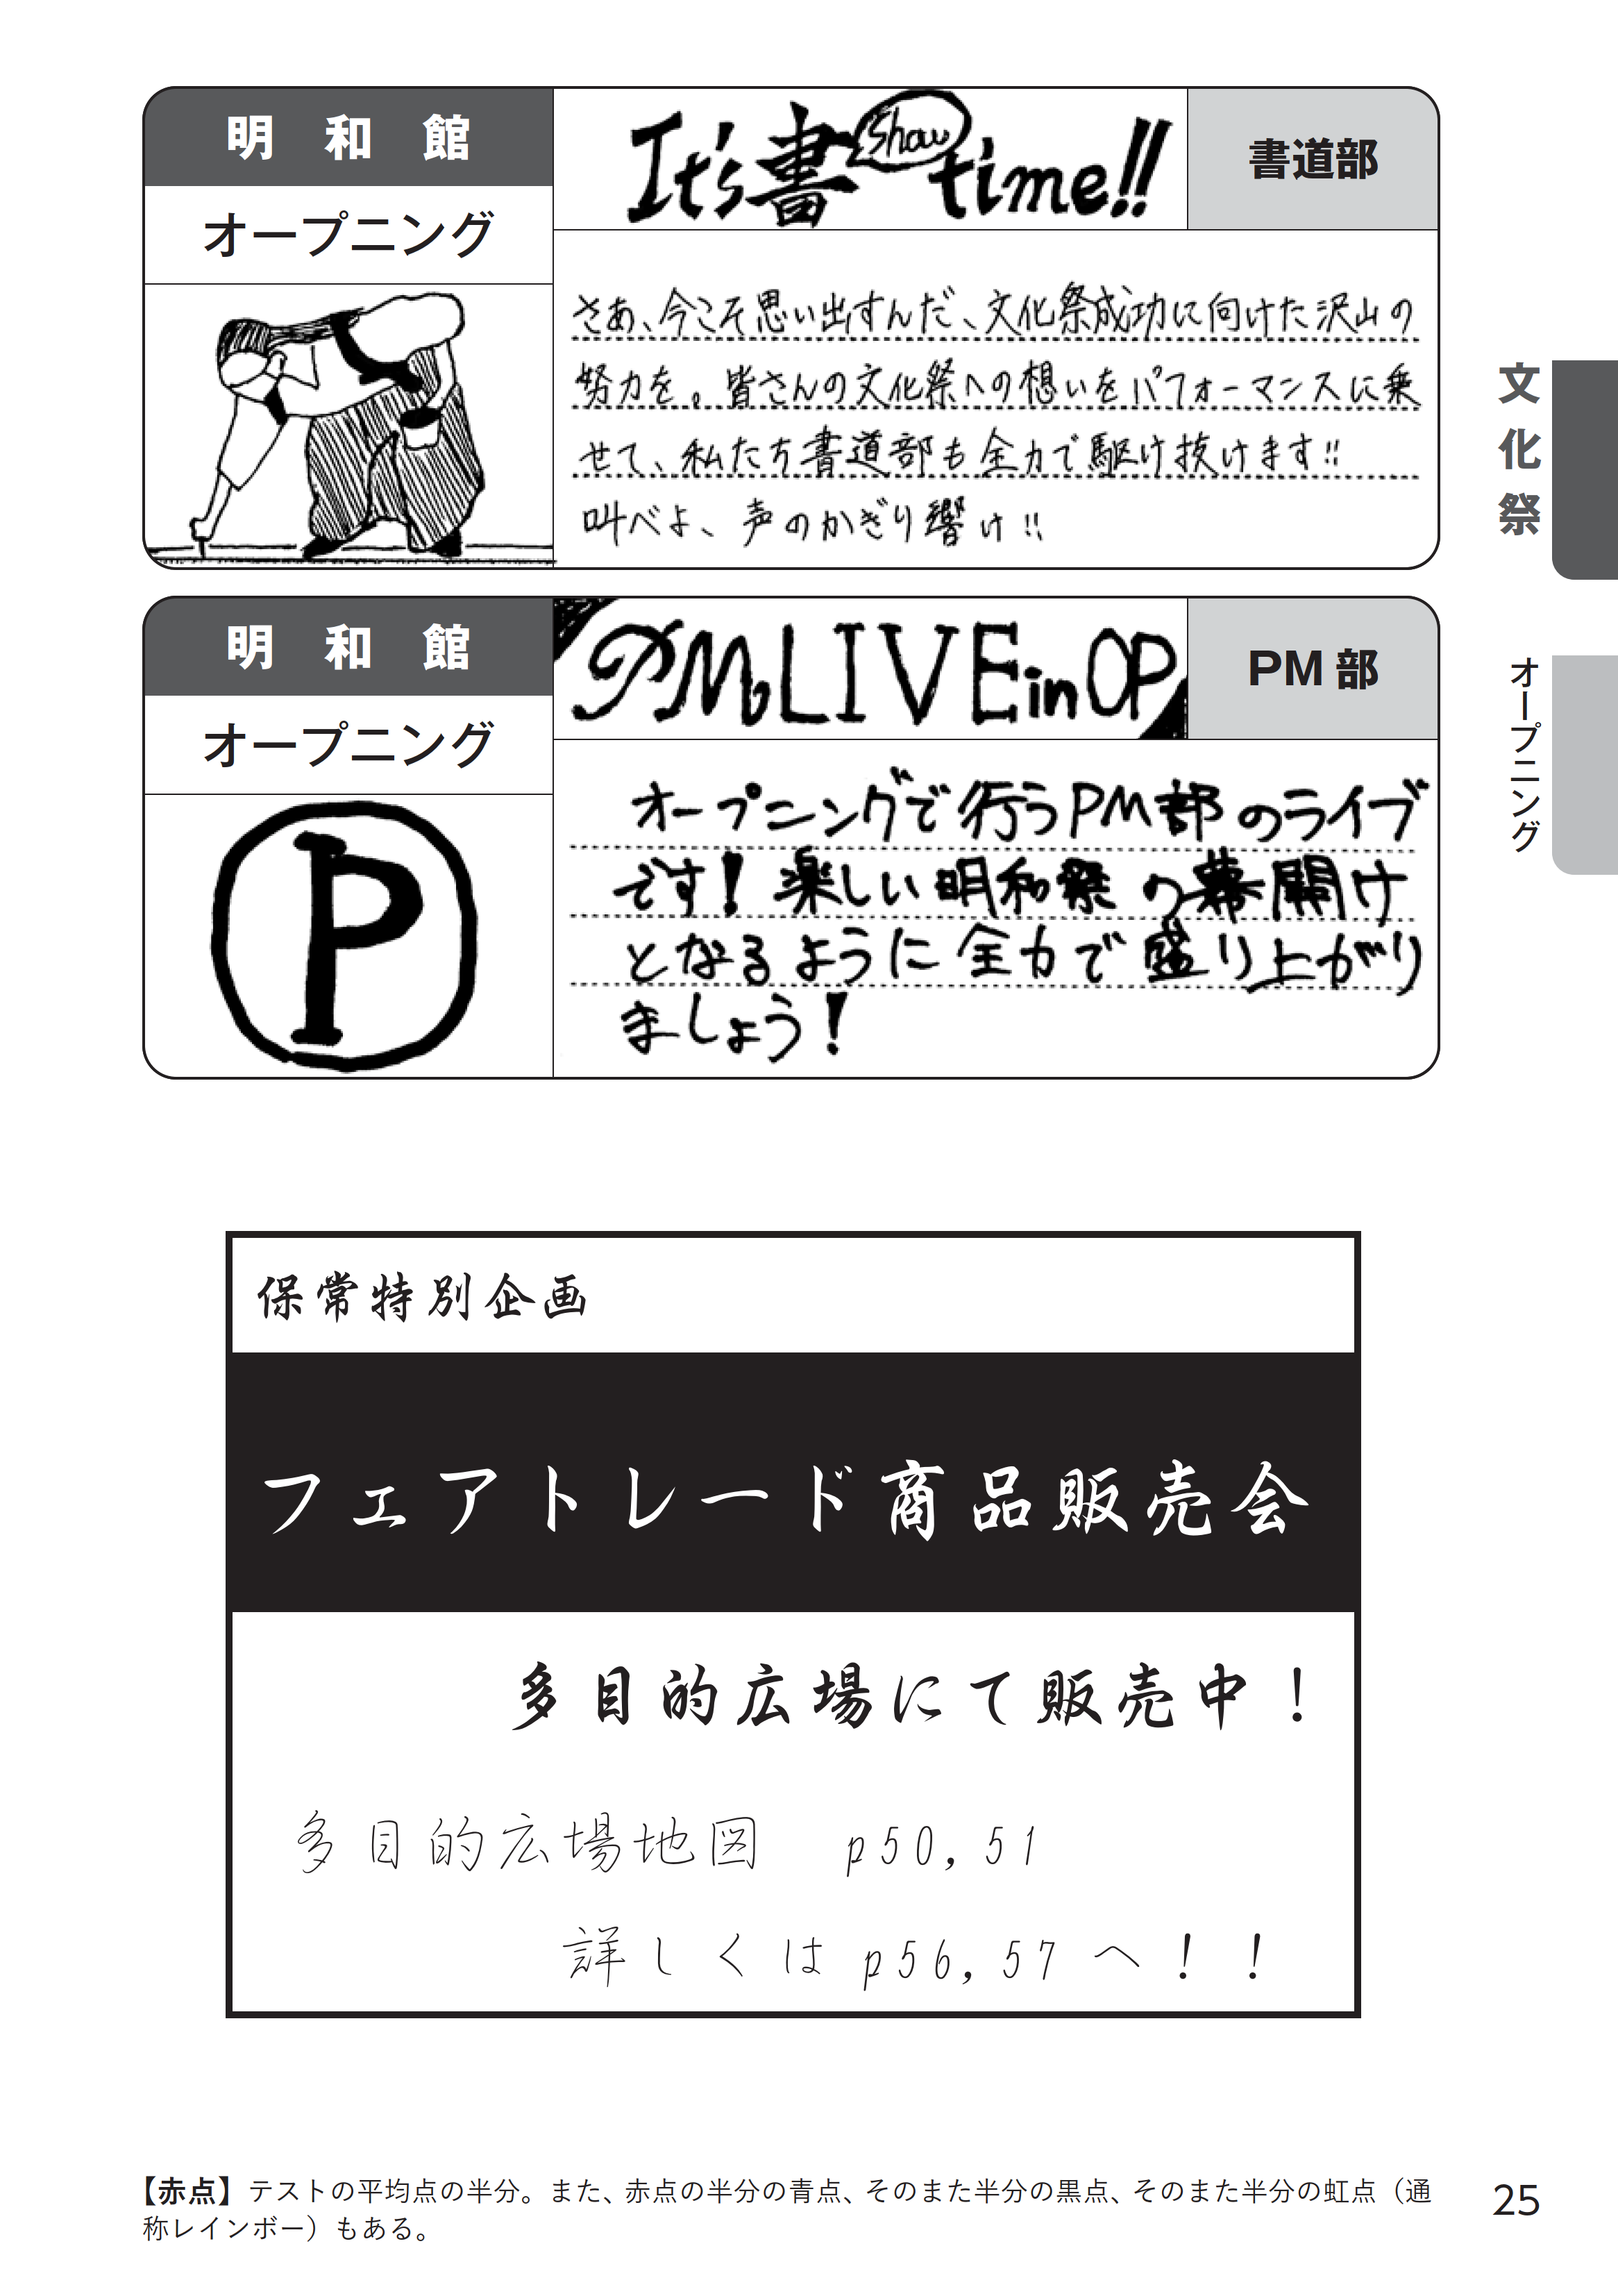 明和館
オープニング
It's書time!!
Show
書道部
さあ、今こそ思い出すんだ、文化祭成功に向けた沢山の
努力を。皆さんの文化祭への想いをパフォーマンスに乗
せて、私たち書道部も全力で駆け抜けます!!
叫べよ、声のかぎり響け!!
明和館
オープニング
P
PM LIVE in OP
PM部
オープニングで行うPM部のライブ
です！楽しい明和祭の幕開け
となるように全力で盛り上がり
ましょう！
文化祭
オープニング
保常特別企画
フェアトレード商品販売会
多目的広場にて販売中！
多目的広場地図　p50,51
詳しくはp56,57へ！！
【赤点】テストの平均点の半分。また、赤点の半分の青点、そのまた半分の黒点、そのまた半分の虹点（通
称レインボー）もある。
25